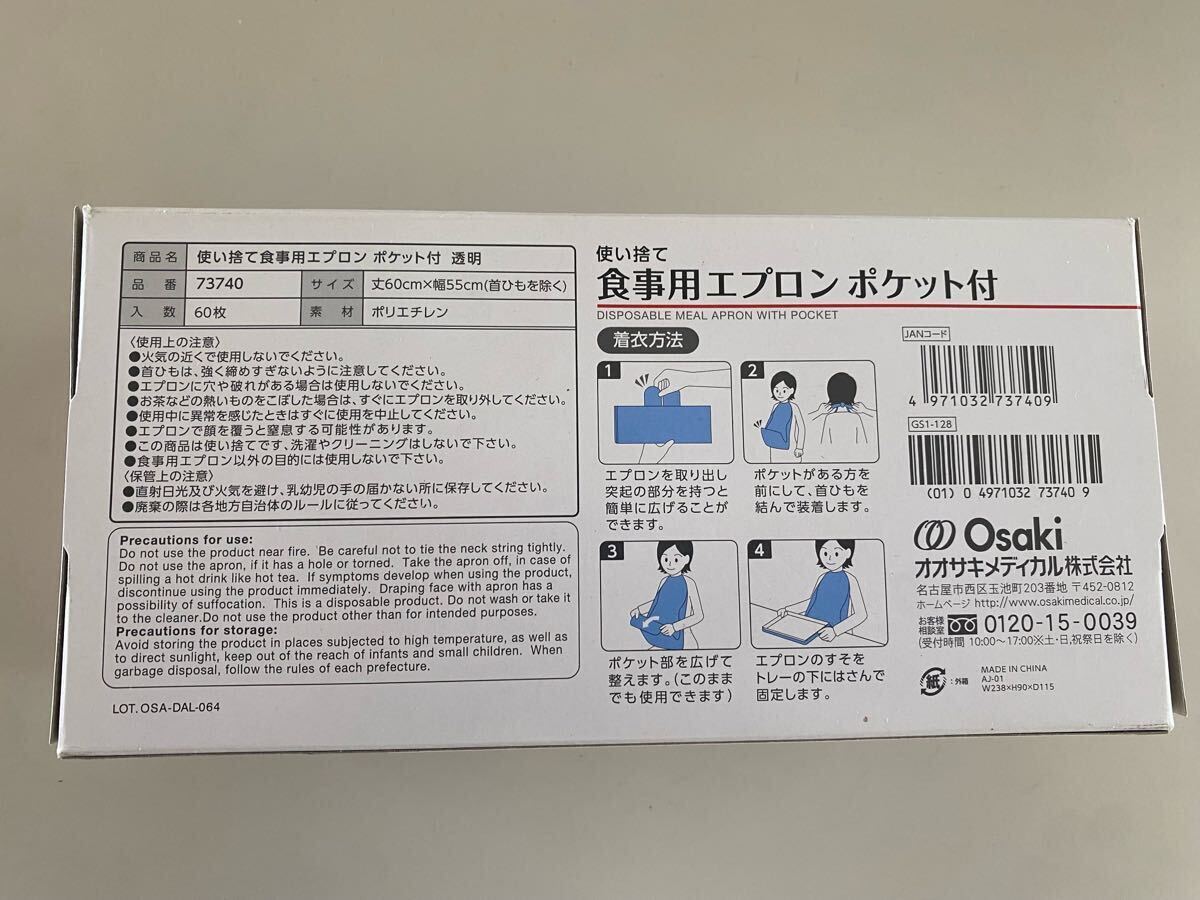 商品名 使い捨て食事用エプロン ポケット付 透明
品番 73740 サイズ 丈60cm×幅55cm(首ひもを除く)
入数 60枚 素材 ポリエチレン
〈使用上の注意〉
●火気の近くで使用しないでください。
●首ひもは、強く締めすぎないように注意してください。
●エプロンに穴や破れがある場合は使用しないでください。
●お茶などの熱いものをこぼした場合は、すぐにエプロンを取り外してください。
●使用中に異常を感じたときはすぐに使用を中止してください。
●エプロンで顔を覆うと窒息する可能性があります。
●この商品は使い捨てです、洗濯やクリーニングはしないで下さい。
●食事用エプロン以外の目的には使用しないで下さい。
〈保管上の注意〉
●直射日光及び火気を避け、乳幼児の手の届かない所に保存してください。
●廃棄の際は各地方自治体のルールに従ってください。
Precautions for use:
Do not use the product near fire. Be careful not to tie the neck string tightly.
Do not use the apron, if it has a hole or torned. Take the apron off, in case of
spilling a hot drink like hot tea. If symptoms develop when using the product,
discontinue using the product immediately. Draping face with apron has a
possibility of suffocation. This is a disposable product. Do not wash or take it
to the cleaner.Do not use the product other than for intended purposes.
Precautions for storage:
Avoid storing the product in places subjected to high temperature, as well as
to direct sunlight, keep out of the reach of infants and small children. When
garbage disposal, follow the rules of each prefecture.
LOT. OSA-DAL-064
使い捨て
食事用エプロン ポケット付
DISPOSABLE MEAL APRON WITH POCKET
着衣方法
1
エプロンを取り出し
突起の部分を持つと
簡単に広げることが
できます。
2
ポケットがある方を
前にして、首ひもを
結んで装着します。
3
ポケット部を広げて
整えます。(このまま
でも使用できます)
4
エプロンのすそを
トレーの下にはさんで
固定します。
JANコード
4 971032 737409
GS1-128
(01) 0 4971032 73740 9
Osaki
オオサキメディカル株式会社
名古屋市西区玉池町203番地 〒452-0812
ホームページ http://www.osakimedical.co.jp/
お客様相談室 0120-15-0039
(受付時間 10:00～17:00※土・日,祝祭日を除く)
紙 : 外箱
MADE IN CHINA
AJ-01
W238×H90×D115